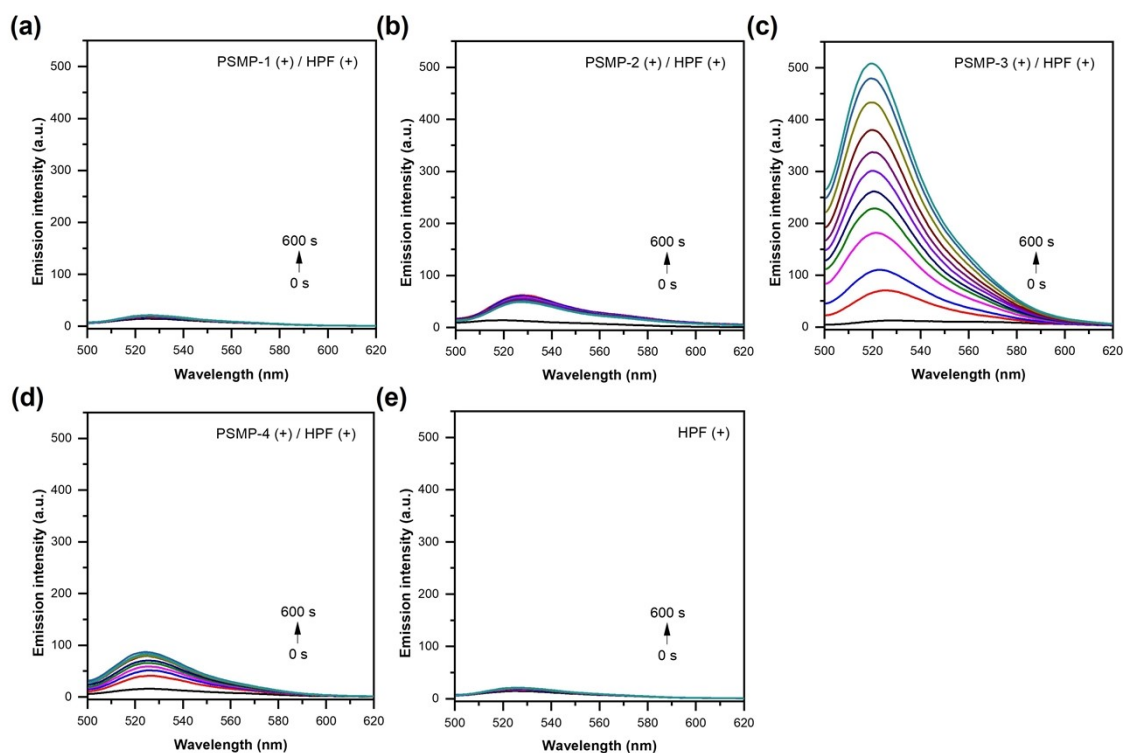 (a)
PSMP-1 (+) / HPF (+)
Emission intensity (a.u.)
500
400
300
200
100
0
600 s
0 s
500 520 540 560 580 600 620
Wavelength (nm)
(b)
PSMP-2 (+) / HPF (+)
Emission intensity (a.u.)
500
400
300
200
100
0
600 s
0 s
500 520 540 560 580 600 620
Wavelength (nm)
(c)
PSMP-3 (+) / HPF (+)
Emission intensity (a.u.)
500
400
300
200
100
0
600 s
0 s
500 520 540 560 580 600 620
Wavelength (nm)
(d)
PSMP-4 (+) / HPF (+)
Emission intensity (a.u.)
500
400
300
200
100
0
600 s
0 s
500 520 540 560 580 600 620
Wavelength (nm)
(e)
HPF (+)
Emission intensity (a.u.)
500
400
300
200
100
0
600 s
0 s
500 520 540 560 580 600 620
Wavelength (nm)